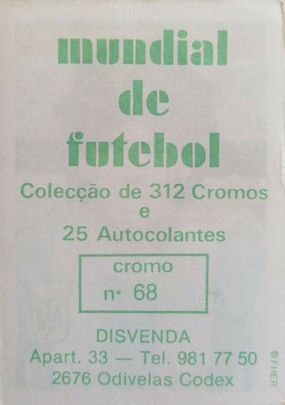 mundial
de
futebol
Colecção de 312 Cromos
e
25 Autocolantes
cromo
nº 68
DISVENDA
Apart. 33 — Tel. 981 77 50
2676 Odivelas Codex
© FHER